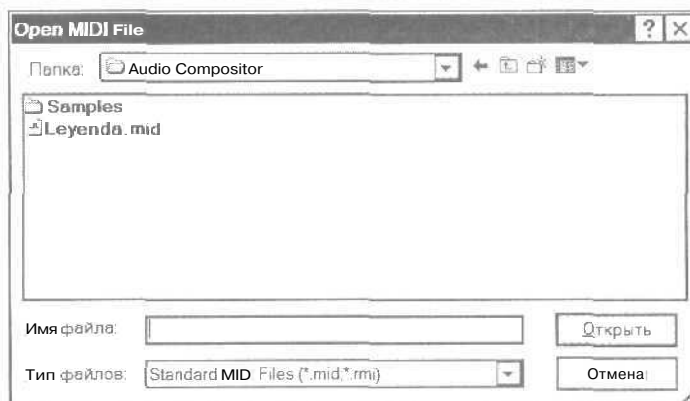 Open MIDI File
Папка: Audio Compositor
Samples
Leyenda.mid
Имя файла:
Открыть
Тип файлов: Standard MID Files (*.mid,*.rmi)
Отмена